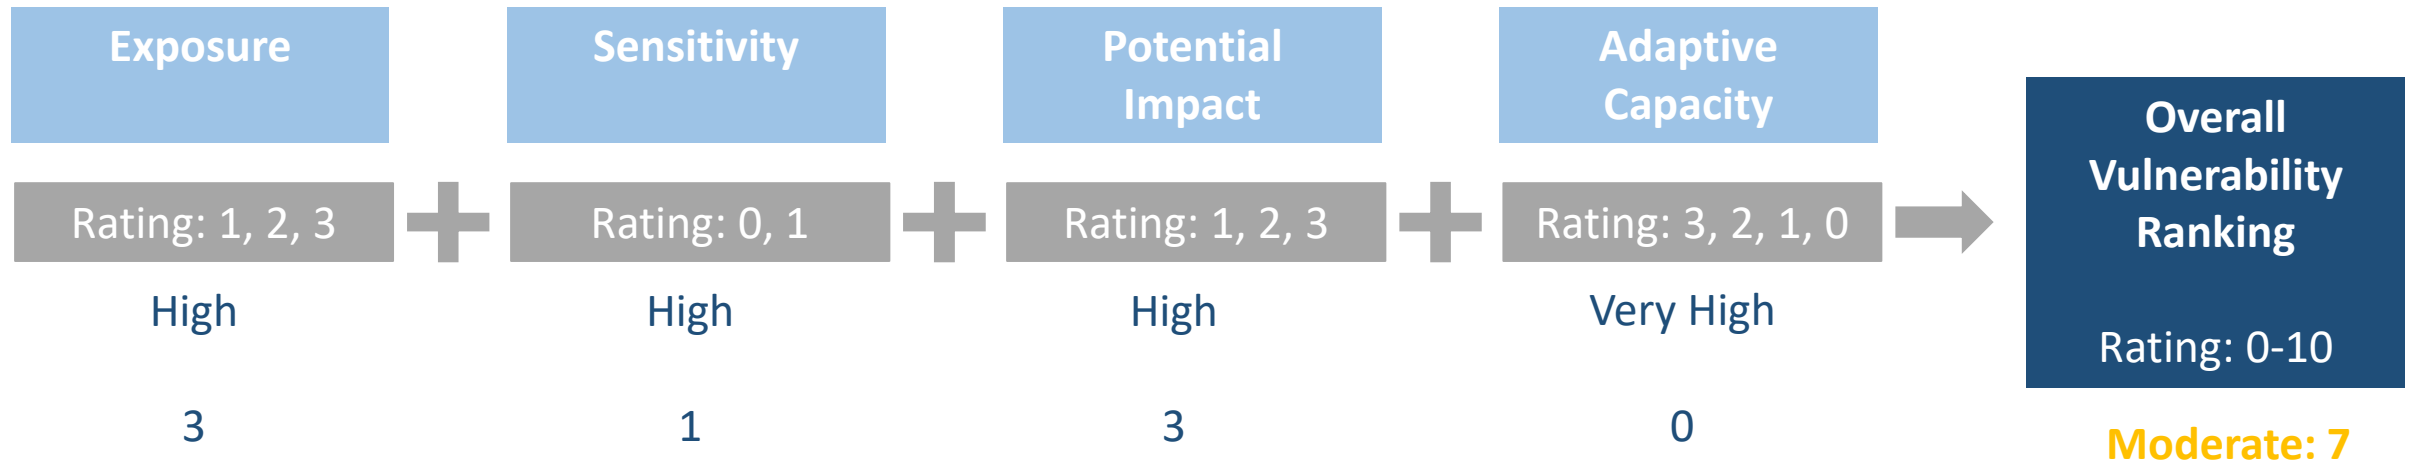 Exposure
Sensitivity
Potential
Impact
Adaptive
Capacity
Rating: 1, 2, 3
Rating: 0, 1
Rating: 1, 2, 3
Rating: 3, 2, 1, 0
Overall
Vulnerability
Ranking
Rating: 0-10
High
High
High
Very High
3
1
3
0
Moderate: 7